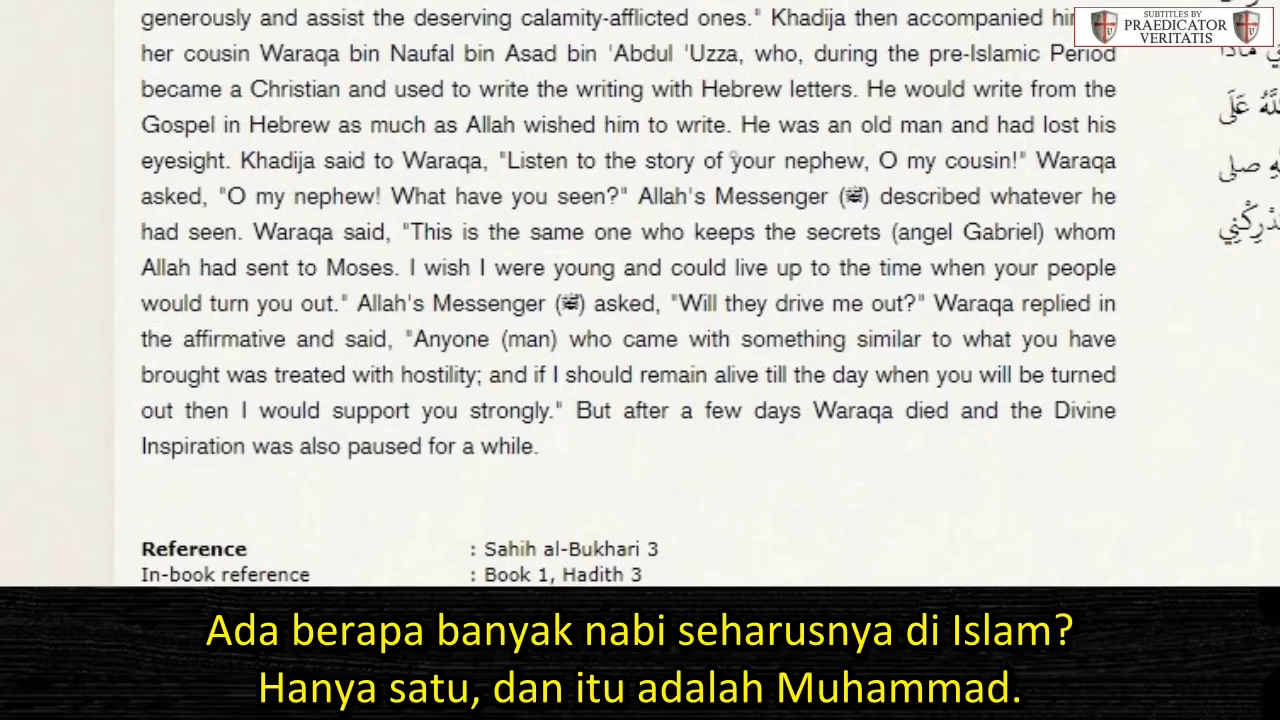 generously and assist the deserving calamity-afflicted ones." Khadija then accompanied
SUBTITLES BY
PRAEDICATOR
VERITATIS
her cousin Waraqa bin Naufal bin Asad bin 'Abdul 'Uzza, who, during the pre-Islamic Period
became a Christian and used to write the writing with Hebrew letters. He would write from the
Gospel in Hebrew as much as Allah wished him to write. He was an old man and had lost his
eyesight. Khadija said to Waraqa, "Listen to the story of your nephew, O my cousin!" Waraqa
asked, "O my nephew! What have you seen?" Allah's Messenger (ﷺ) described whatever he
had seen. Waraqa said, "This is the same one who keeps the secrets (angel Gabriel) whom
Allah had sent to Moses. I wish I were young and could live up to the time when your people
would turn you out." Allah's Messenger (ﷺ) asked, "Will they drive me out?" Waraqa replied in
the affirmative and said, "Anyone (man) who came with something similar to what you have
brought was treated with hostility; and if I should remain alive till the day when you will be turned
out then I would support you strongly." But after a few days Waraqa died and the Divine
Inspiration was also paused for a while.
عَلَى
صلى
Reference : Sahih al-Bukhari 3
In-book reference : Book 1, Hadith 3
Ada berapa banyak nabi seharusnya di Islam?
Hanya satu, dan itu adalah Muhammad.